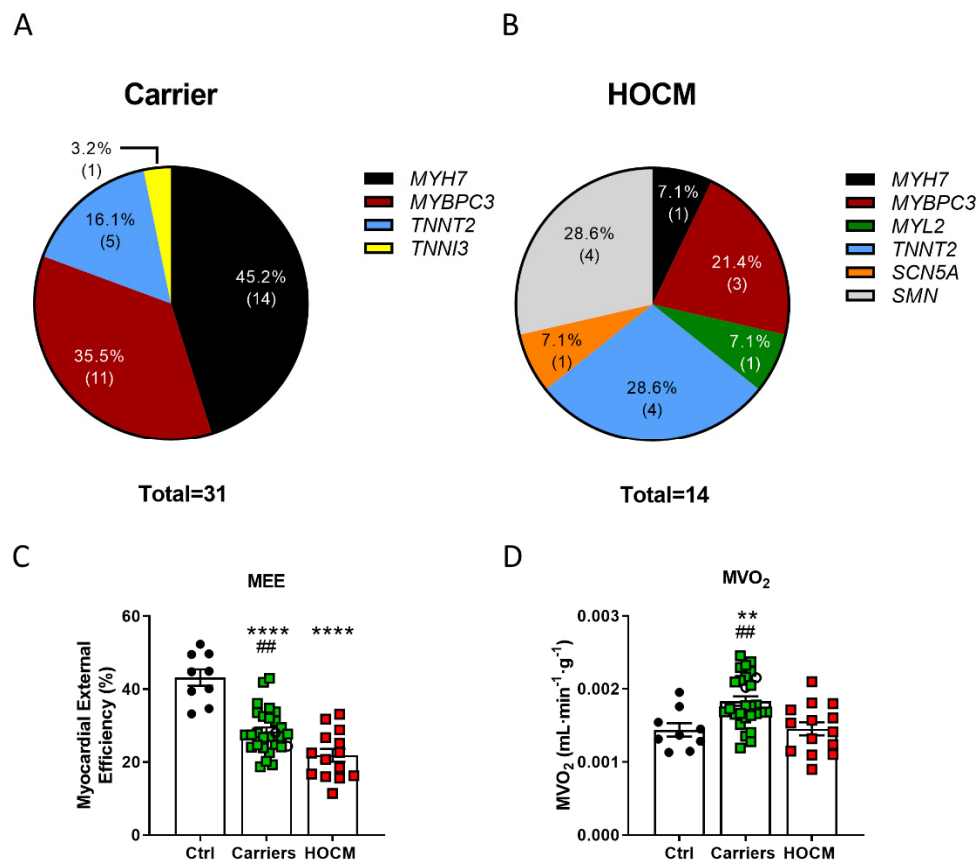 A
Carrier
3.2%
(1)
16.1%
(5)
45.2%
(14)
35.5%
(11)
MYH7
MYBPC3
TNNT2
TNNI3
Total=31
B
HOCM
7.1%
(1)
28.6%
(4)
21.4%
(3)
7.1%
(1)
7.1%
(1)
28.6%
(4)
MYH7
MYBPC3
MYL2
TNNT2
SCN5A
SMN
Total=14
C
MEE
Myocardial External
Efficiency (%)
60
40
20
0
****
##
****
Ctrl
Carriers
HOCM
D
MVO₂
MVO₂ (mL·min⁻¹·g⁻¹)
0.003
0.002
0.001
0.000
**
##
Ctrl
Carriers
HOCM